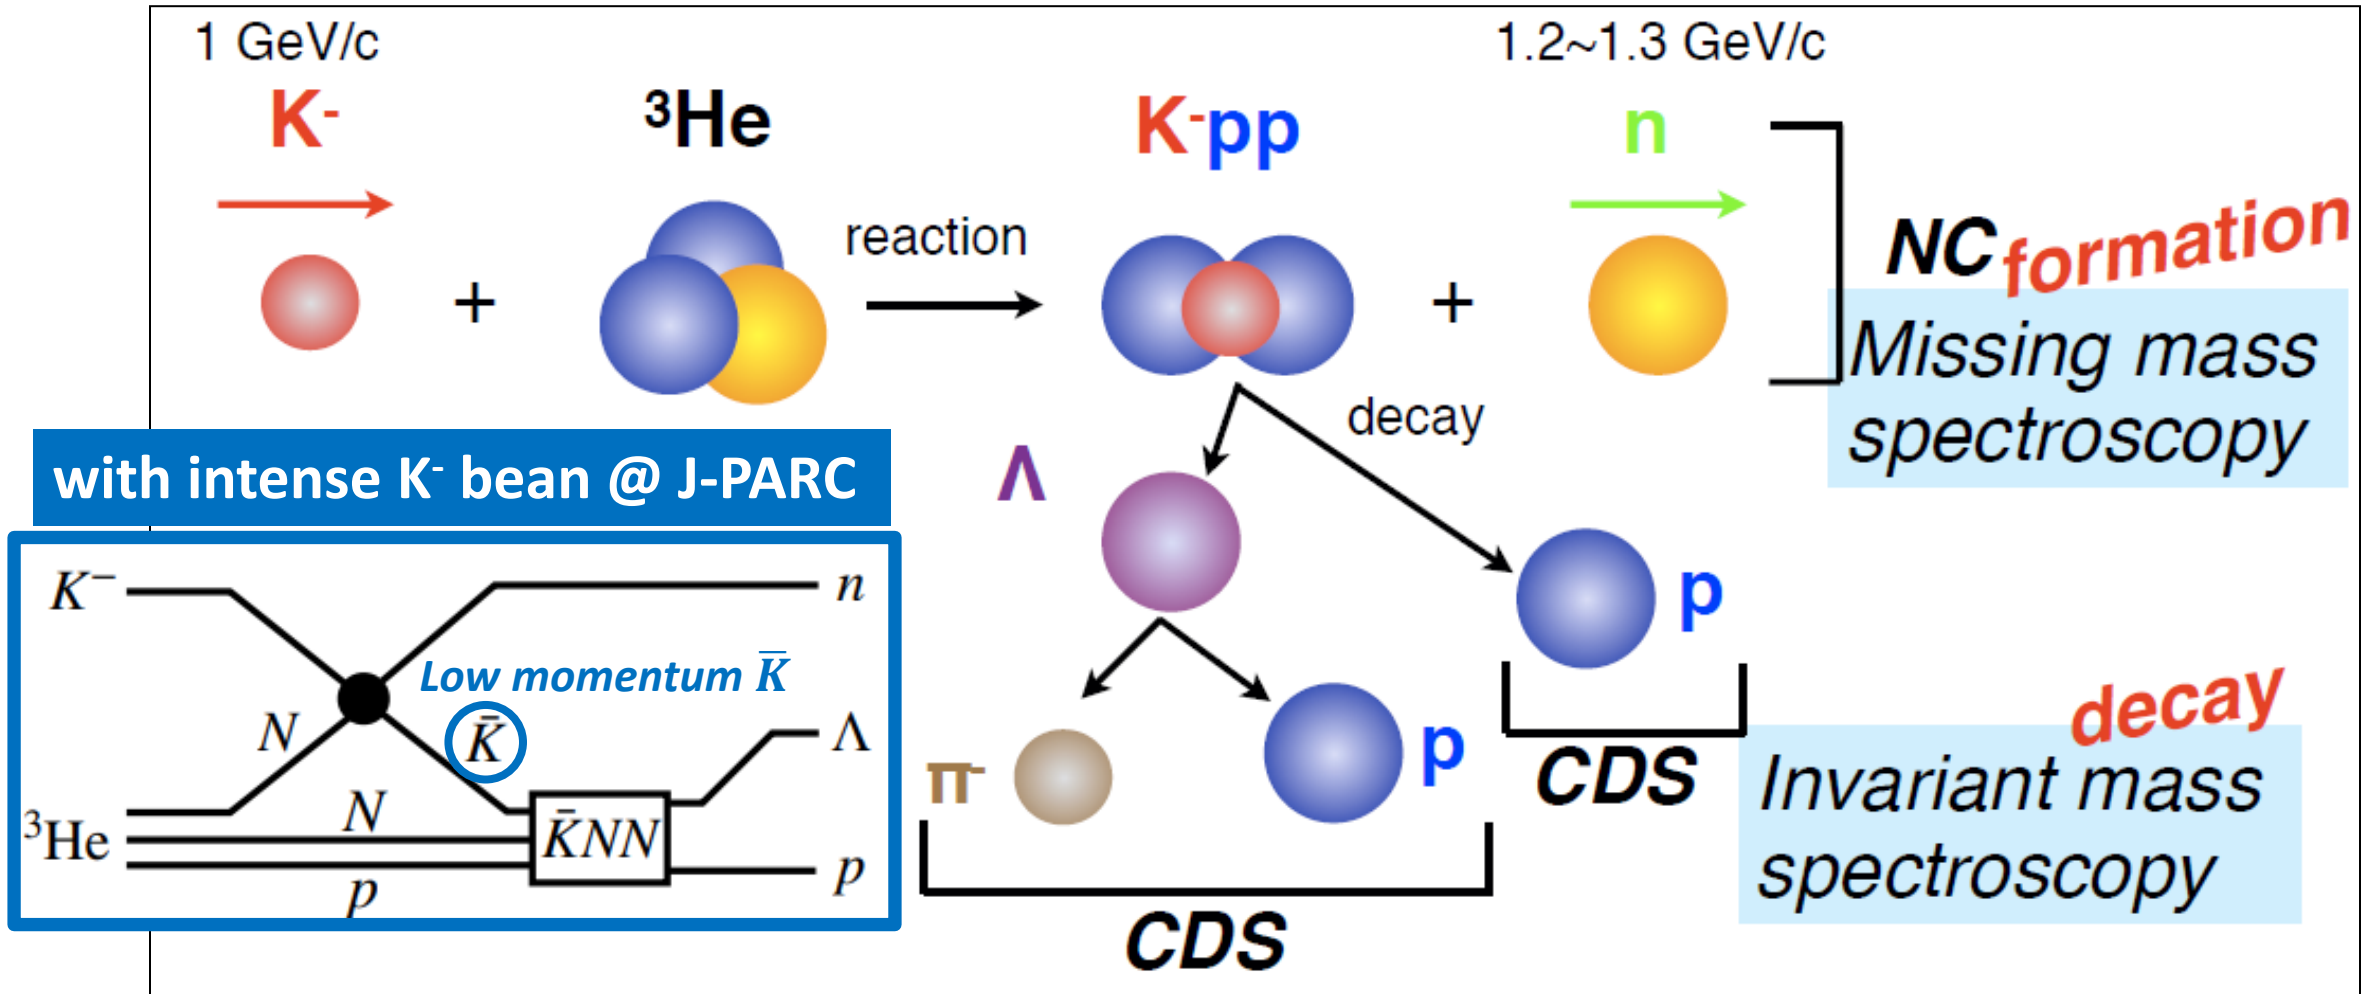 1 GeV/c
1.2~1.3 GeV/c
K-
³He
K-pp
n
reaction
+
+
NC formation
Missing mass
spectroscopy
decay
Λ
p
π-
p
CDS
CDS
decay
Invariant mass
spectroscopy
with intense K- bean @ J-PARC
K−
n
Low momentum K̄
N
K̄
Λ
³He
N
K̄NN
p
p